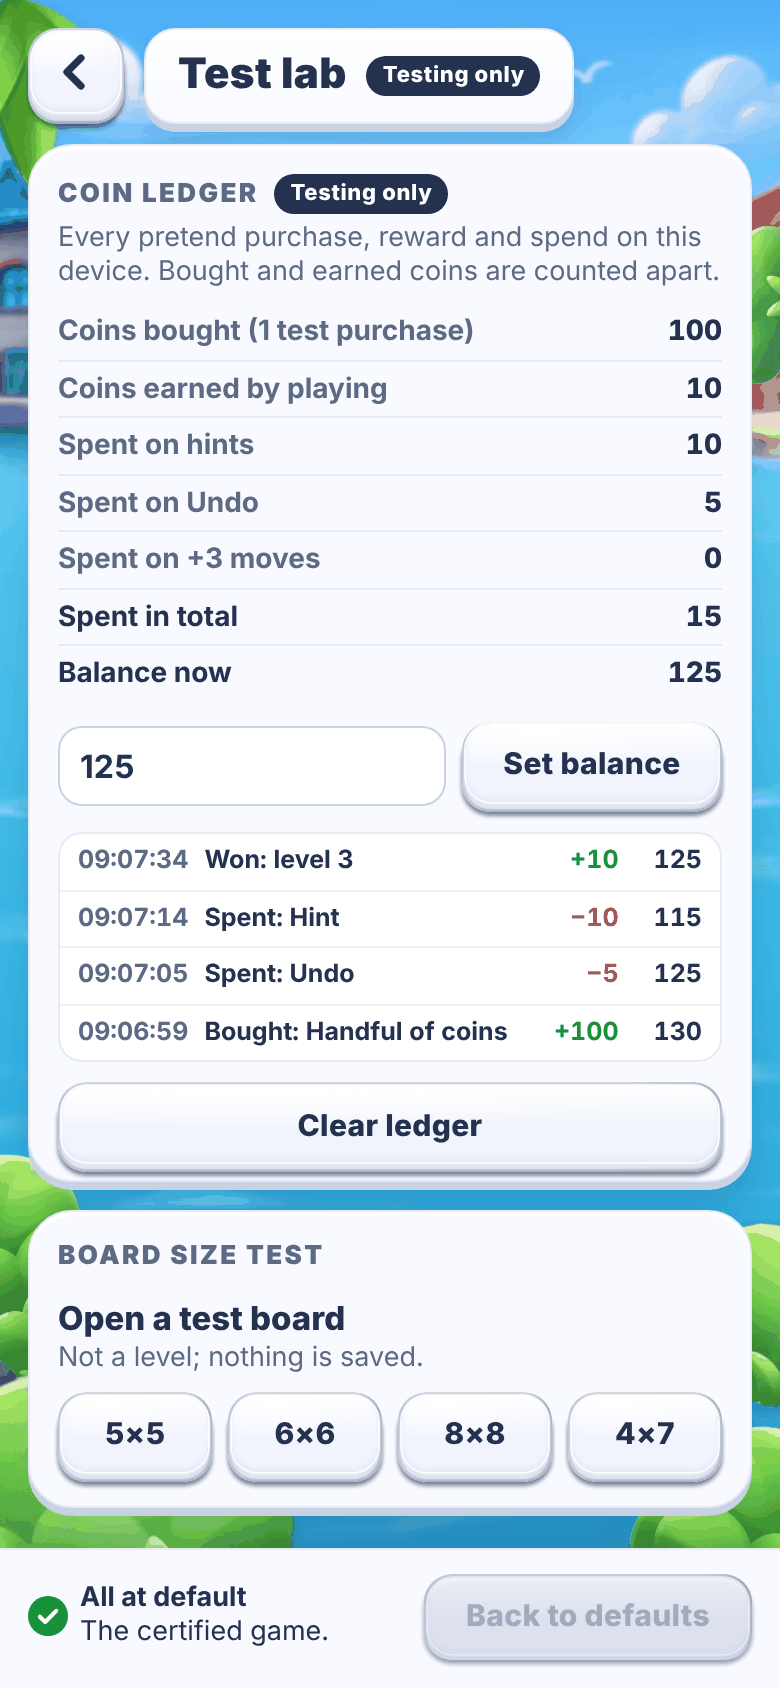 Test lab Testing only
COIN LEDGER Testing only
Every pretend purchase, reward and spend on this
device. Bought and earned coins are counted apart.
Coins bought (1 test purchase) 100
Coins earned by playing 10
Spent on hints 10
Spent on Undo 5
Spent on +3 moves 0
Spent in total 15
Balance now 125
125 Set balance
09:07:34 Won: level 3 +10 125
09:07:14 Spent: Hint −10 115
09:07:05 Spent: Undo −5 125
09:06:59 Bought: Handful of coins +100 130
Clear ledger
BOARD SIZE TEST
Open a test board
Not a level; nothing is saved.
5×5 6×6 8×8 4×7
All at default
The certified game.
Back to defaults